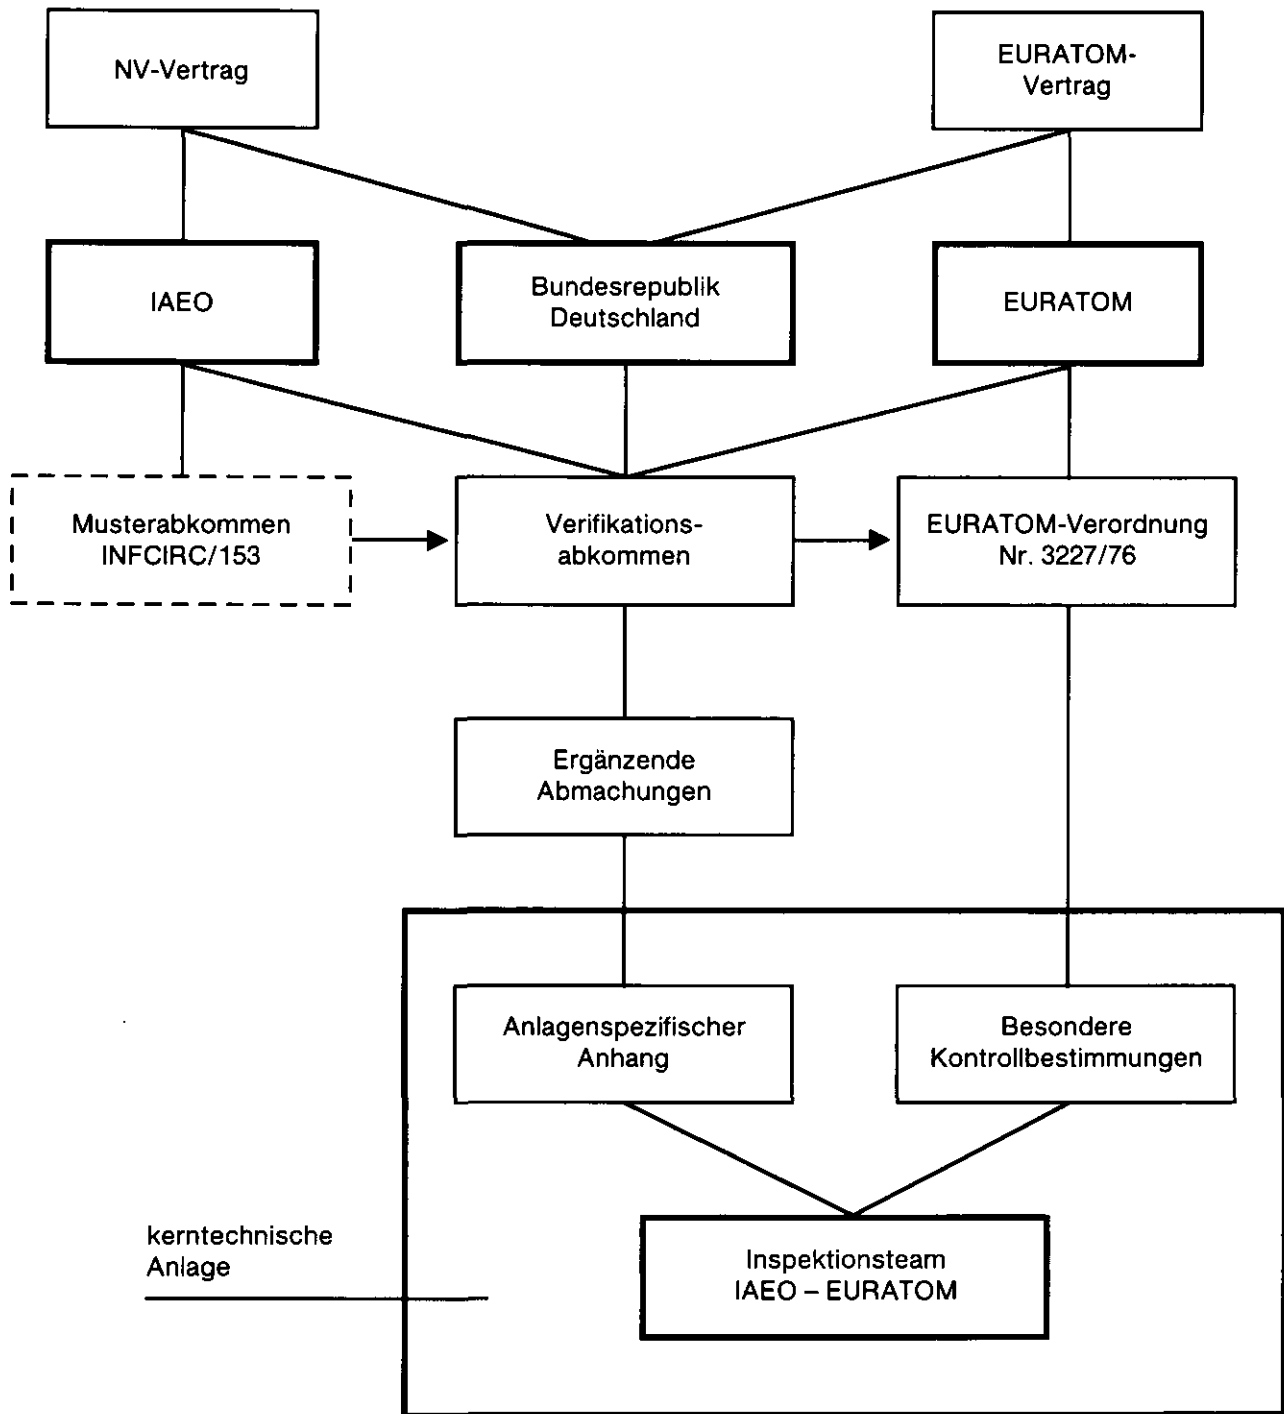 NV-Vertrag
EURATOM-
Vertrag
IAEO
Bundesrepublik
Deutschland
EURATOM
Musterabkommen
INFCIRC/153
Verifikations-
abkommen
EURATOM-Verordnung
Nr. 3227/76
Ergänzende
Abmachungen
Anlagenspezifischer
Anhang
Besondere
Kontrollbestimmungen
kerntechnische
Anlage
Inspektionsteam
IAEO – EURATOM